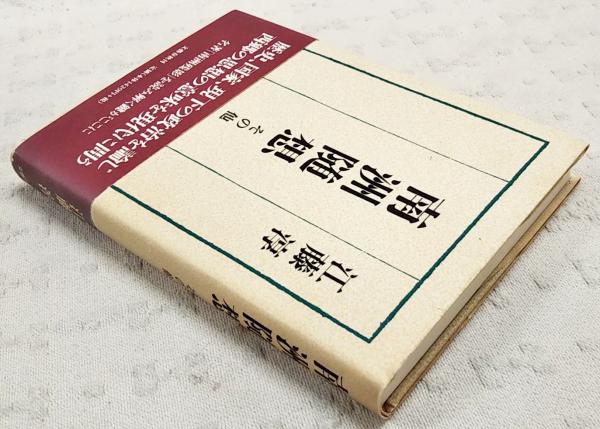 南洲随想
その他
江藤淳
歴史、国家、現下の政治を論じ
西郷の思想の意味を現代に問う
南洲随想